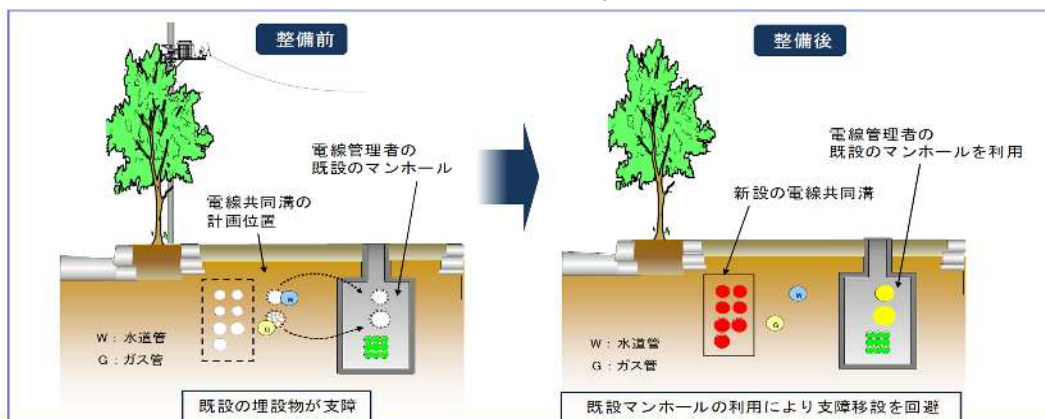 整備前
電線管理者の
既設のマンホール
電線共同溝の
計画位置
W
G
W：水道管
G：ガス管
既設の埋設物が支障
整備後
電線管理者の
既設のマンホールを利用
新設の電線共同溝
W
G
W：水道管
G：ガス管
既設マンホールの利用により支障移設を回避